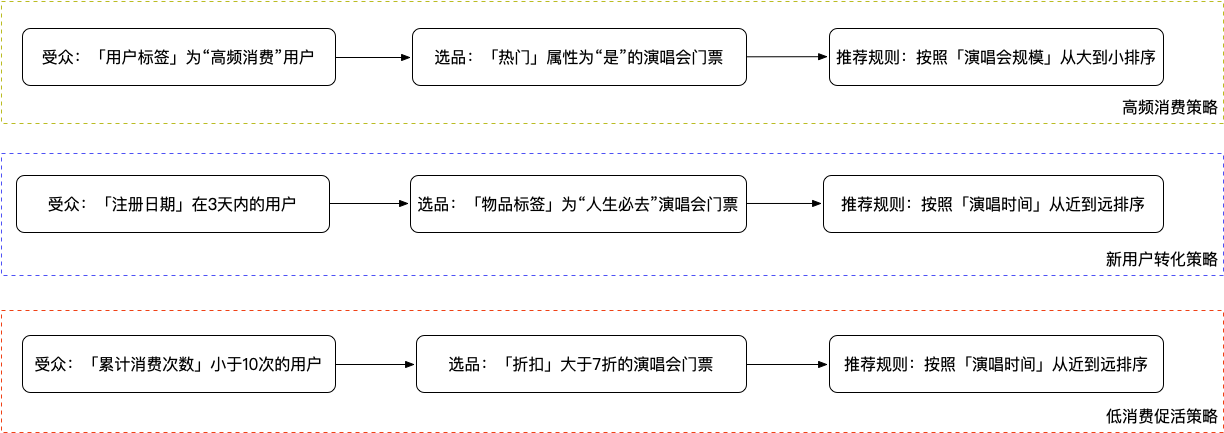 受众：「用户标签」为“高频消费”用户
选品：「热门」属性为“是”的演唱会门票
推荐规则：按照「演唱会规模」从大到小排序
高频消费策略
受众：「注册日期」在3天内的用户
选品：「物品标签」为“人生必去”演唱会门票
推荐规则：按照「演唱时间」从近到远排序
新用户转化策略
受众：「累计消费次数」小于10次的用户
选品：「折扣」大于7折的演唱会门票
推荐规则：按照「演唱时间」从近到远排序
低消费促活策略